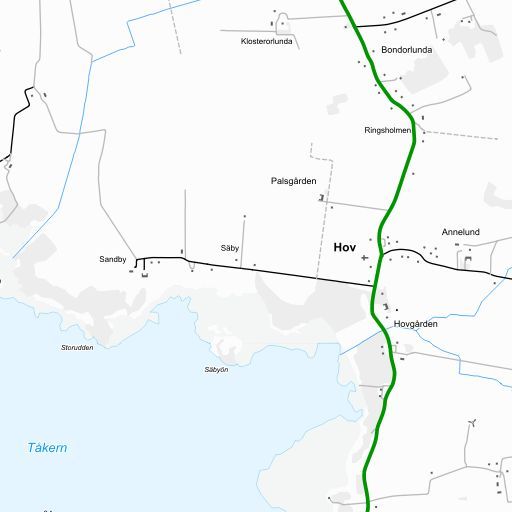 Klosterorlunda
Bondorlunda
Ringsholmen
Palsgården
Annelund
Hov
Säby
Sandby
Hovgården
Storudden
Säbyön
Tåkern